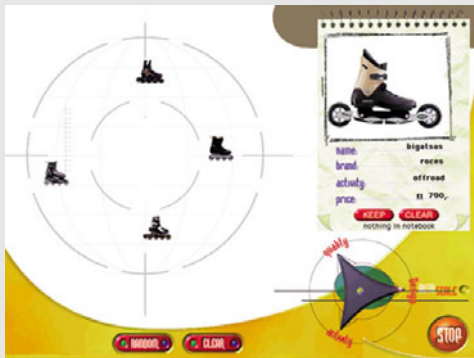 name: bigatsas
brand: roces
activity: offroad
price: fl 790,-
KEEP CLEAR
nothing in notebook
quality
activity
RANDOM CLEAR
STOP